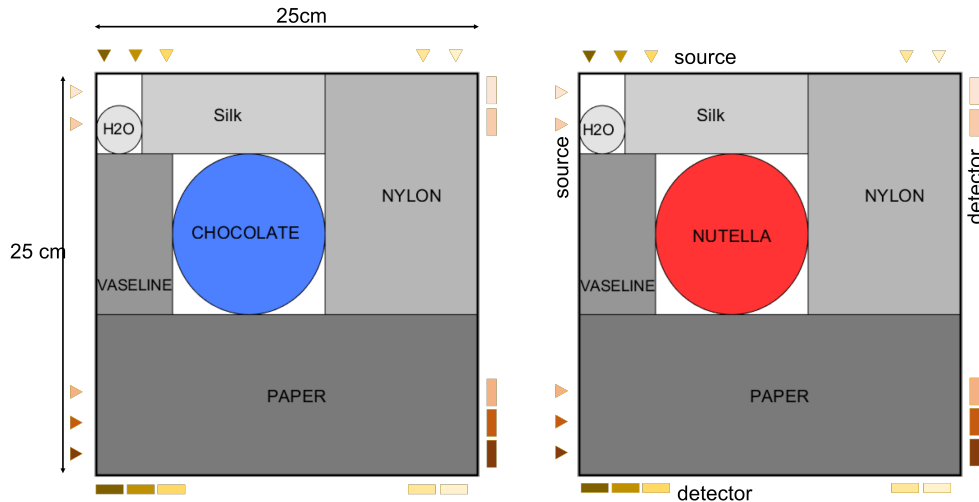 25cm
25 cm
H2O
Silk
NYLON
CHOCOLATE
VASELINE
PAPER
source
source
H2O
Silk
NYLON
NUTELLA
VASELINE
PAPER
detector
detector